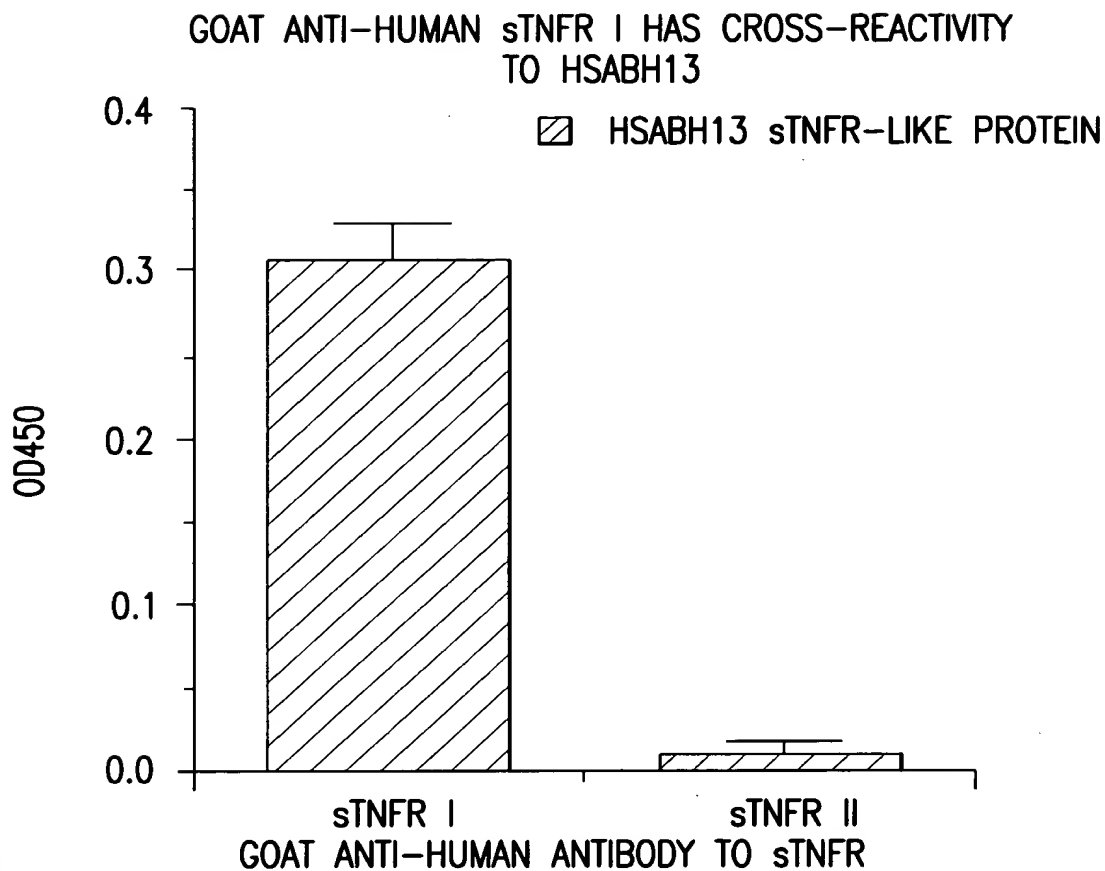 GOAT ANTI-HUMAN sTNFR I HAS CROSS-REACTIVITY
TO HSABH13
HSABH13 sTNFR-LIKE PROTEIN
0.4
0.3
0.2
0.1
0.0
OD450
sTNFR I
sTNFR II
GOAT ANTI-HUMAN ANTIBODY TO sTNFR